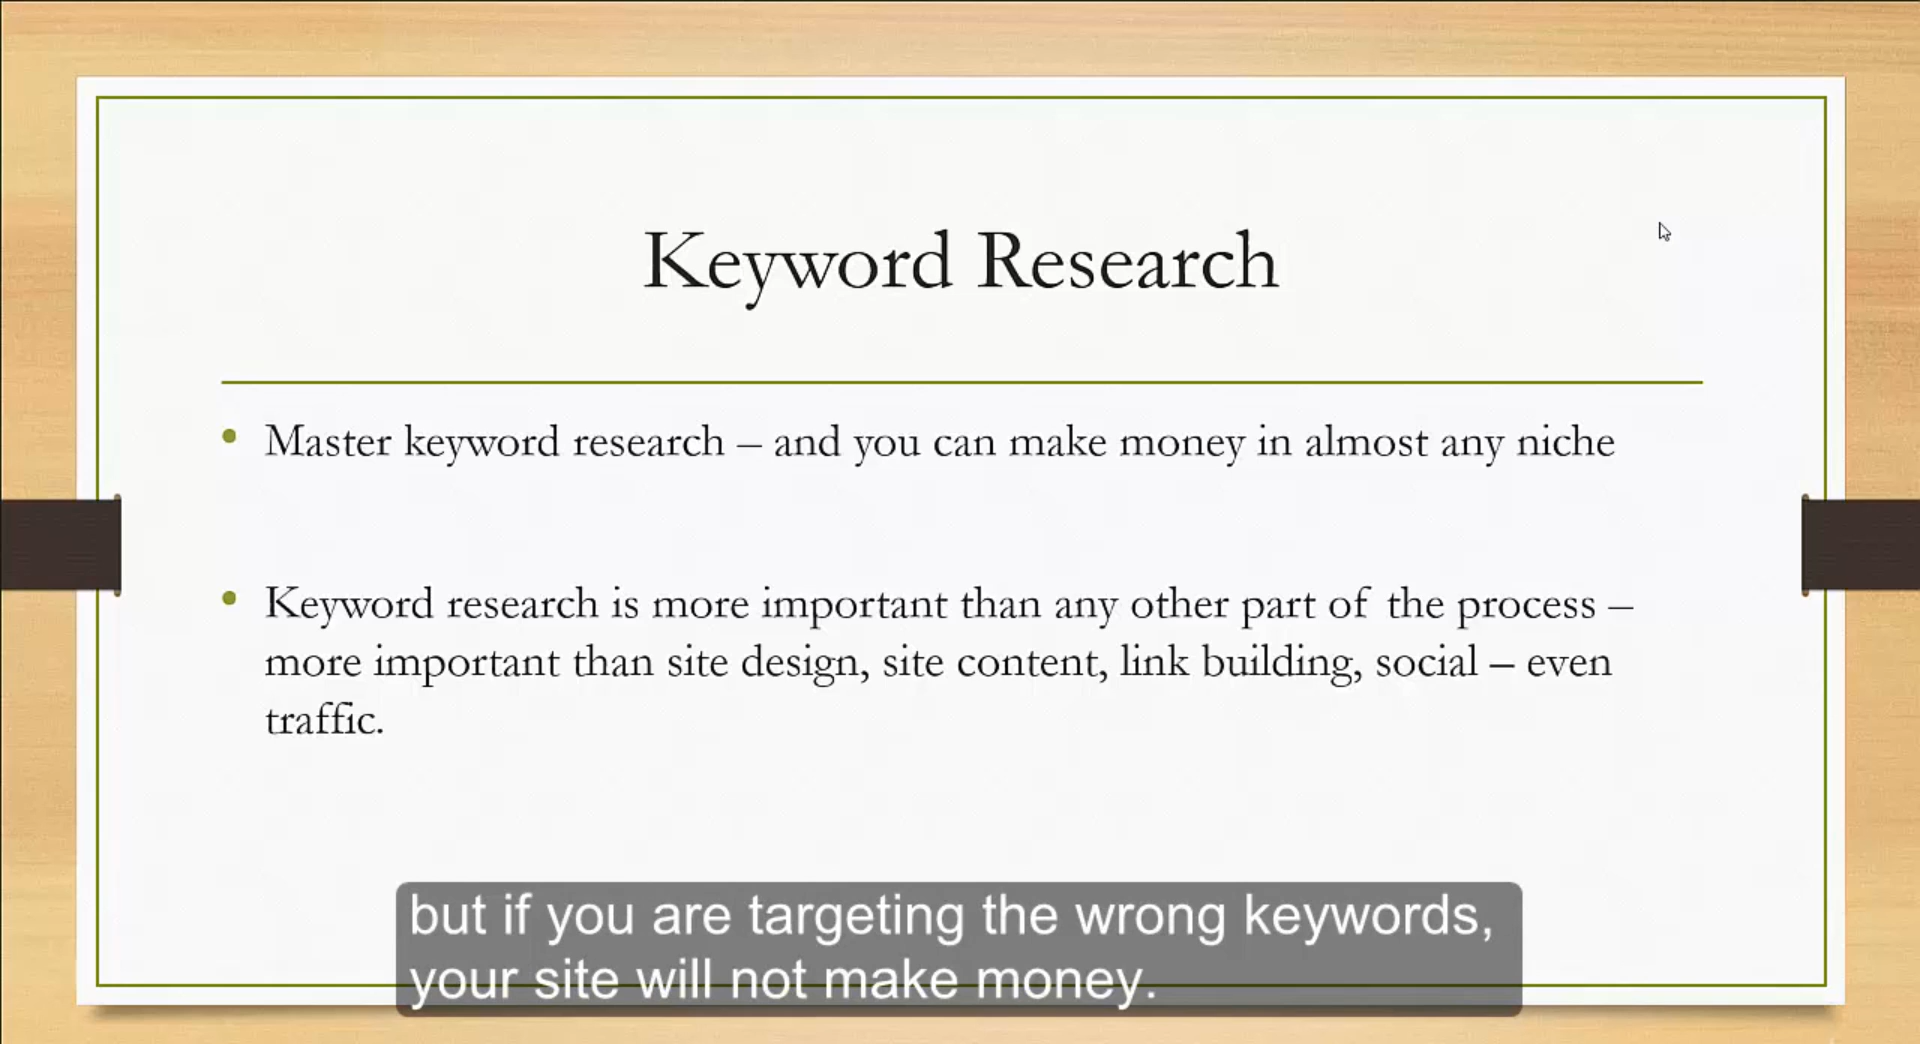 Keyword Research
• Master keyword research – and you can make money in almost any niche
• Keyword research is more important than any other part of the process –
more important than site design, site content, link building, social – even
traffic.
but if you are targeting the wrong keywords,
your site will not make money.